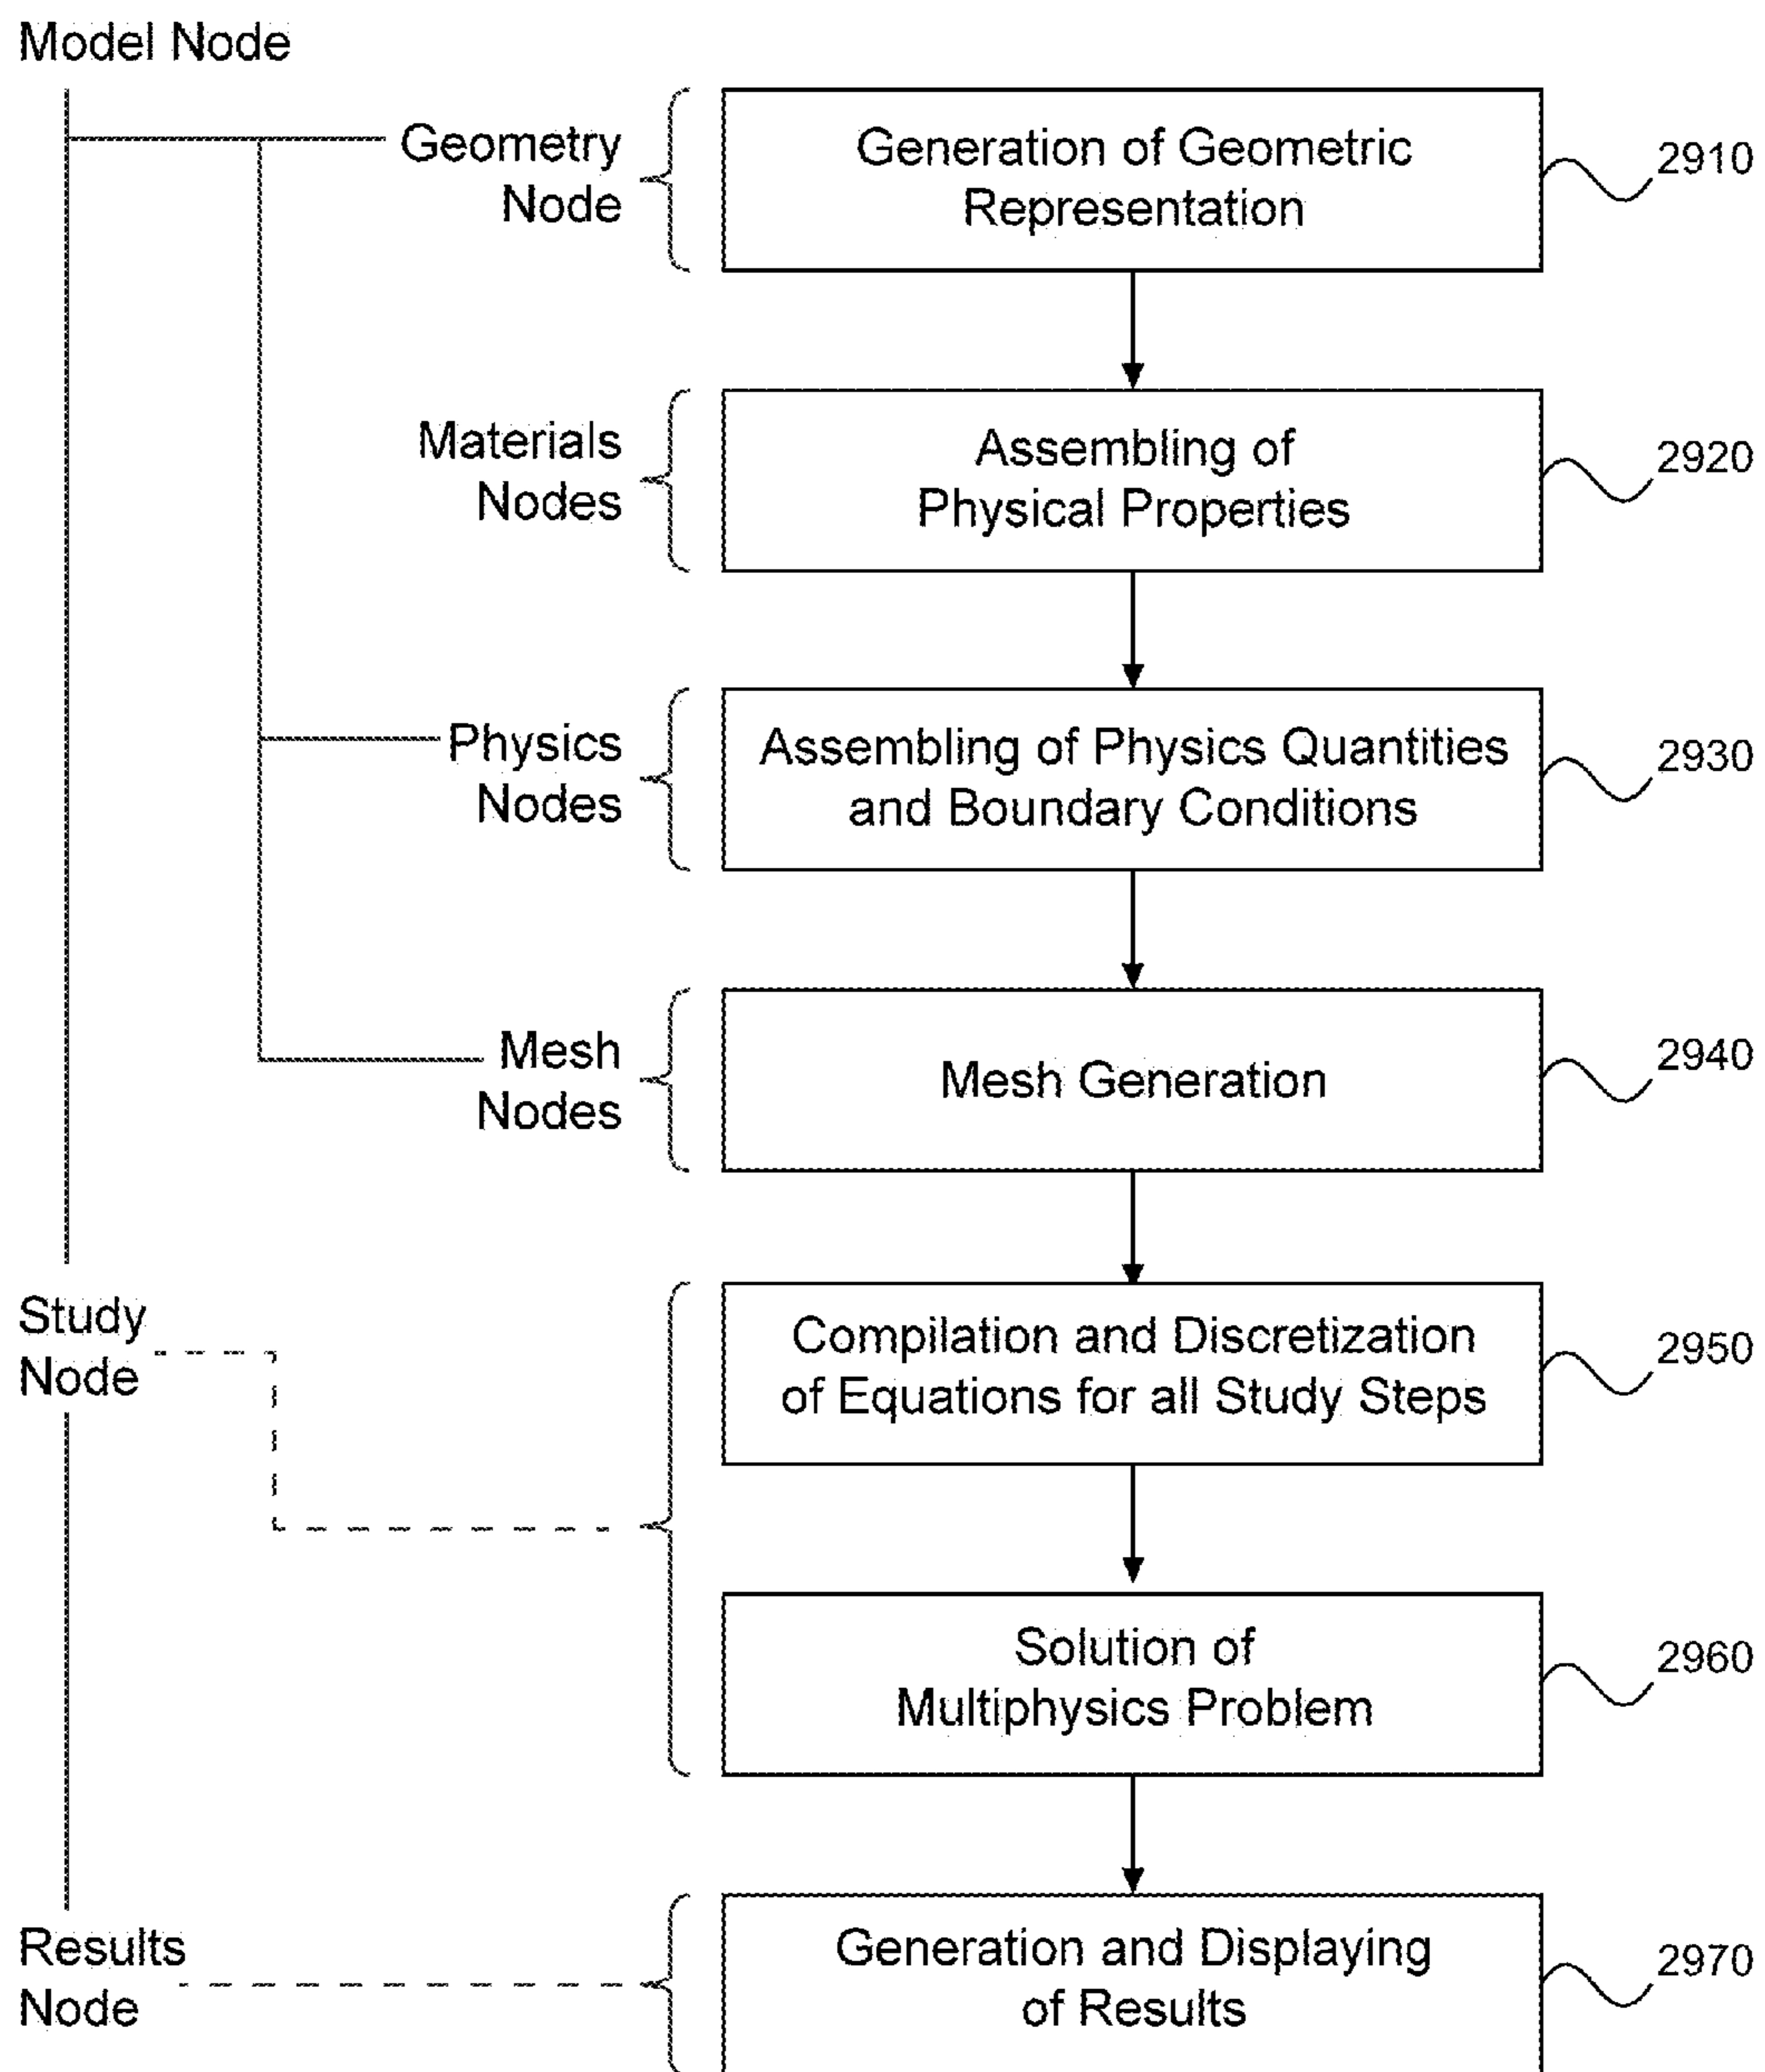 Model Node
Geometry
Node
Generation of Geometric
Representation
2910
Materials
Nodes
Assembling of
Physical Properties
2920
Physics
Nodes
Assembling of Physics Quantities
and Boundary Conditions
2930
Mesh
Nodes
Mesh Generation
2940
Study
Node
Compilation and Discretization
of Equations for all Study Steps
2950
Solution of
Multiphysics Problem
2960
Results
Node
Generation and Displaying
of Results
2970